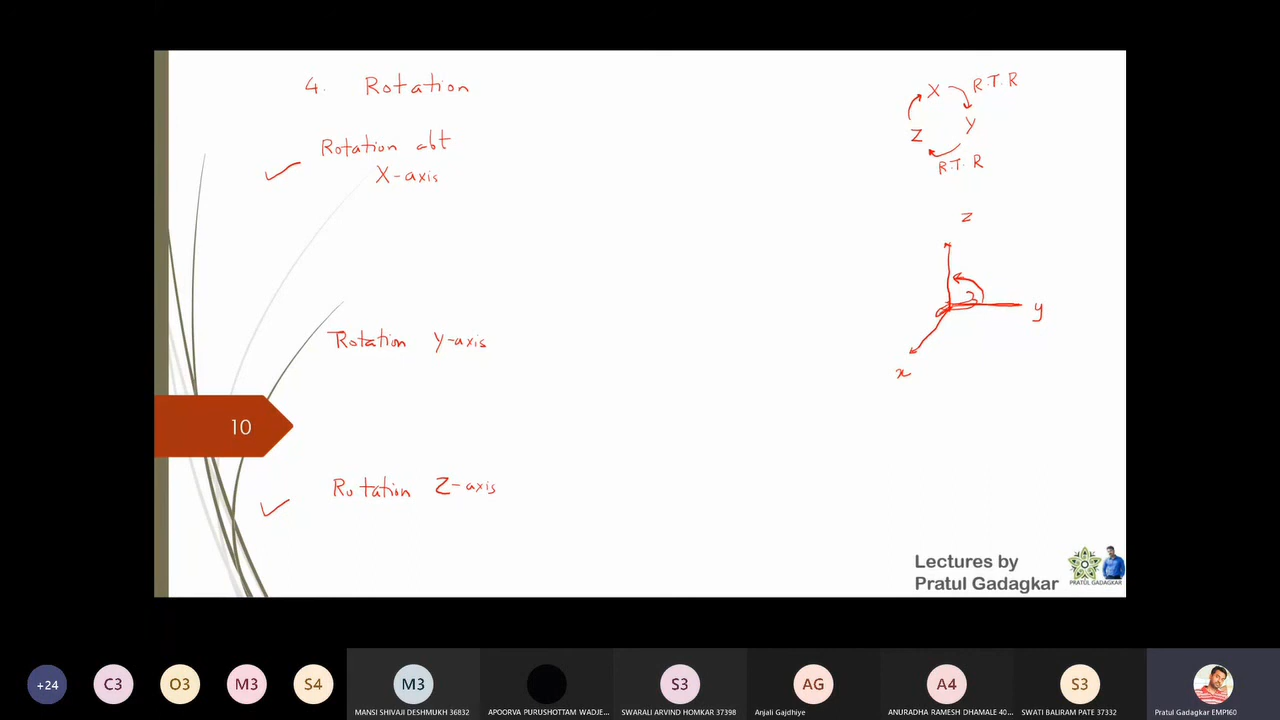 4. Rotation
Rotation abt
X-axis
X
R.T.R
Y
Z
R.T.R
z
y
x
Rotation y-axis
10
Rotation Z-axis
Lectures by
Pratul Gadagkar
PRATUL GADAGKAR
+24
C3
O3
M3
S4
M3
S3
AG
A4
S3
MANSI SHIVAJI DESHMUKH 36832
APOORVA PURUSHOTTAM WADJE...
SWARALI ARVIND HOMKAR 37398
Anjali Gajdhiye
ANURADHA RAMESH DHAMALE 40...
SWATI BALIRAM PATE 37332
Pratul Gadagkar EMP160